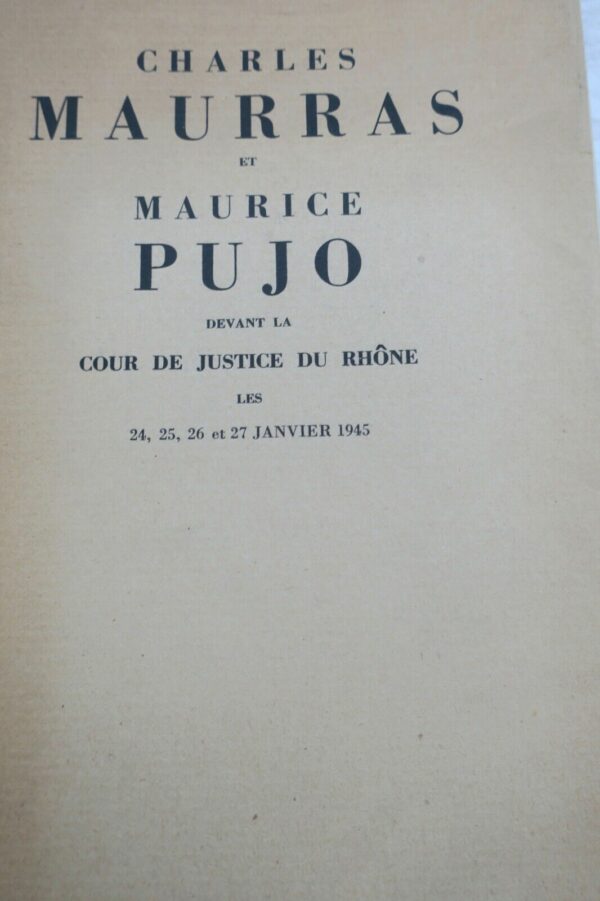 CHARLES
MAURRAS
ET
MAURICE
PUJO
DEVANT LA
COUR DE JUSTICE DU RHÔNE
LES
24, 25, 26 et 27 JANVIER 1945